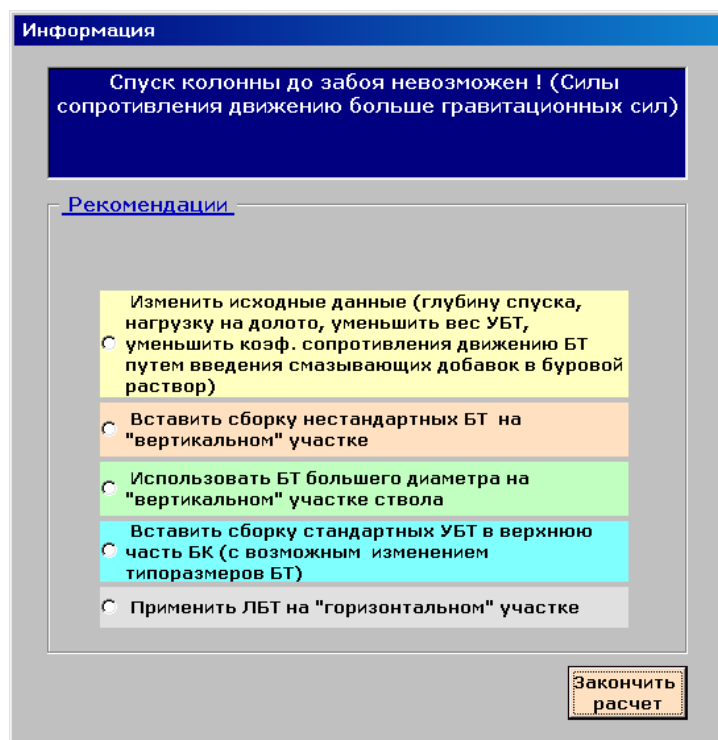 Информация
Спуск колонны до забоя невозможен ! (Силы
сопротивления движению больше гравитационных сил)
Рекомендации
Изменить исходные данные (глубину спуска,
нагрузку на долото, уменьшить вес УБТ,
уменьшить коэф. сопротивления движению БТ
путем введения смазывающих добавок в буровой
раствор)
Вставить сборку нестандартных БТ на
"вертикальном" участке
Использовать БТ большего диаметра на
"вертикальном" участке ствола
Вставить сборку стандартных УБТ в верхнюю
часть БК (с возможным изменением
типоразмеров БТ)
Применить ЛБТ на "горизонтальном" участке
Закончить
расчет